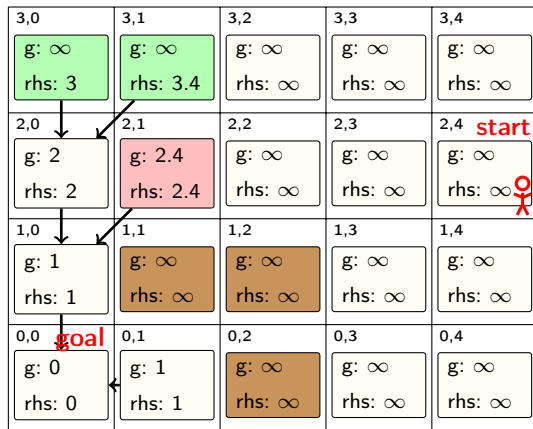 3,0 3,1 3,2 3,3 3,4
g: ∞ g: ∞ g: ∞ g: ∞ g: ∞
rhs: 3 rhs: 3.4 rhs: ∞ rhs: ∞ rhs: ∞
2,0 2,1 2,2 2,3 2,4 start
g: 2 g: 2.4 g: ∞ g: ∞ g: ∞
rhs: 2 rhs: 2.4 rhs: ∞ rhs: ∞ rhs: ∞
1,0 1,1 1,2 1,3 1,4
g: 1 g: ∞ g: ∞ g: ∞ g: ∞
rhs: 1 rhs: ∞ rhs: ∞ rhs: ∞ rhs: ∞
0,0 goal 0,1 0,2 0,3 0,4
g: 0 g: 1 g: ∞ g: ∞ g: ∞
rhs: 0 rhs: 1 rhs: ∞ rhs: ∞ rhs: ∞